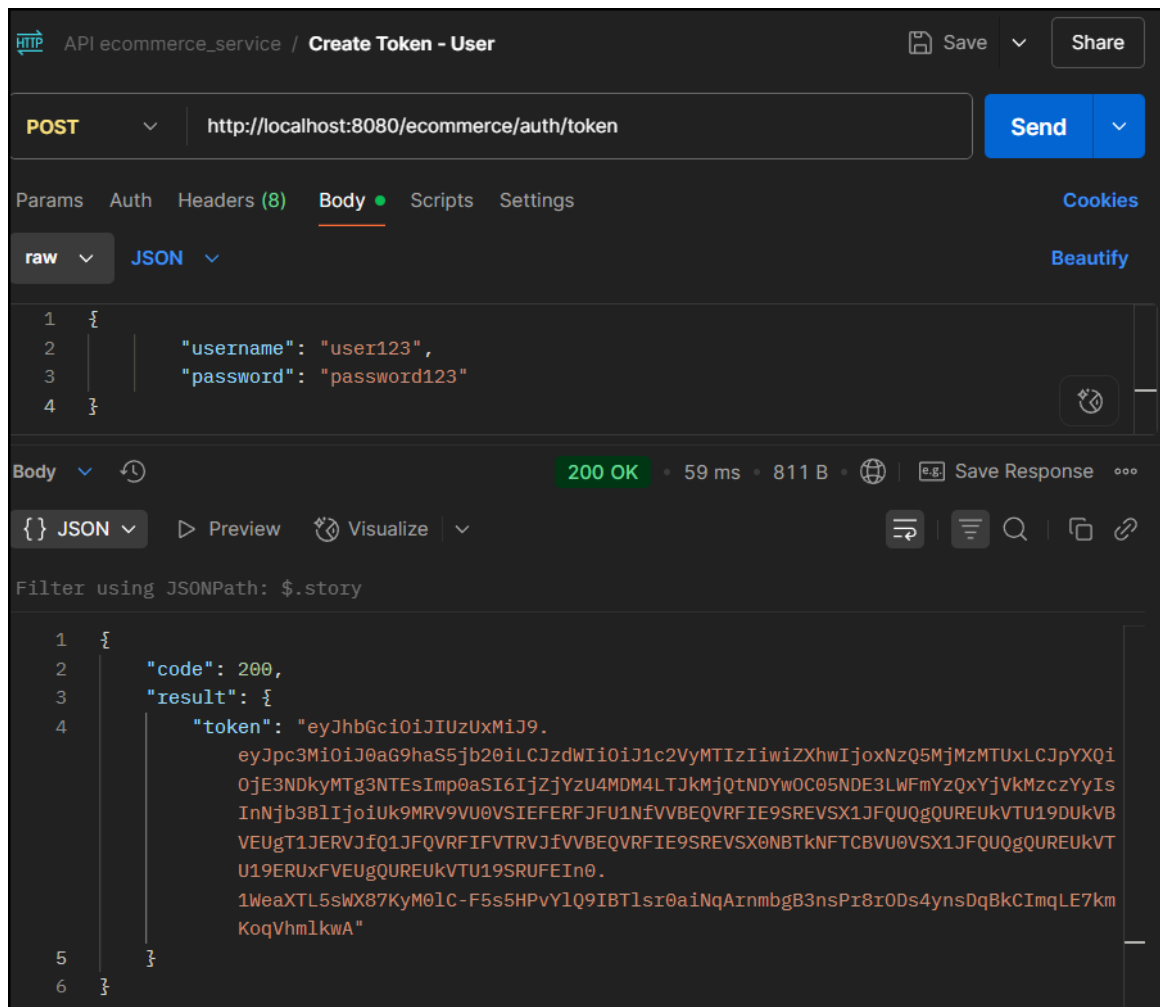 HTTP API ecommerce_service / Create Token - User Save Share
POST http://localhost:8080/ecommerce/auth/token Send
Params Auth Headers (8) Body Scripts Settings Cookies
raw JSON Beautify
1 {
2 "username": "user123",
3 "password": "password123"
4 }
Body 200 OK • 59 ms • 811 B • e.g. Save Response
{} JSON Preview Visualize
Filter using JSONPath: $.story
1 {
2 "code": 200,
3 "result": {
4 "token": "eyJhbGciOiJIUzUxMiJ9.
eyJpc3MiOiJ0aG9haS5jb20iLCJzdWIiOiJ1c2VyMTIzIiwiZXhwIjoxNzQ5MjMzMTUxLCJpYXQi
OjE3NDkyMTg3NTEsImp0aSI6IjZjYzU4MDM4LTJkMjQtNDYwOC05NDE3LWFmYzQxYjVkMzczYyIs
InNjb3BlIjoiUk9MRV9VU0VSIEFERFJFU1NfVVBEQVRFIE9SREVSX1JFQUQgQUREUkVTU19DUkVB
VEUgT1JERVJfQ1JFQVRFIFVTRVJfVVBEQVRFIE9SREVSX0NBTkNFTCBVU0VSX1JFQUQgQUREUkVT
U19ERUxFVEUgQUREUkVTU19SRUFEIn0.
1WeaXTL5sWX87KyM0lC-F5s5HPvYlQ9IBTlsr0aiNqArnmbgB3nsPr8rODs4ynsDqBkCImqLE7km
KoqVhmlkwA"
5 }
6 }